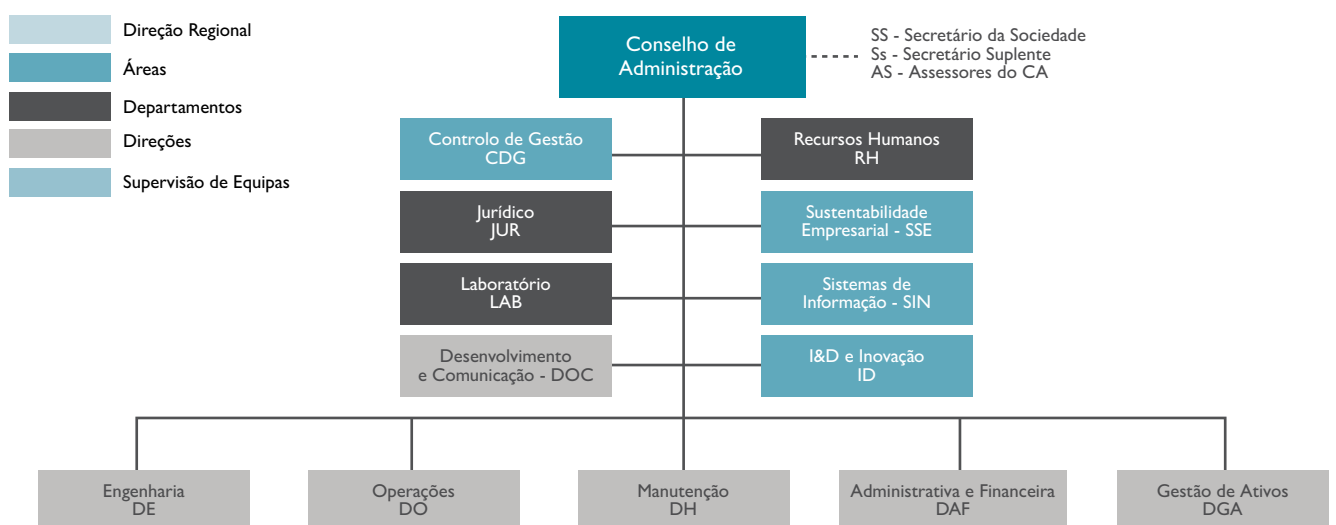 Direção Regional
Áreas
Departamentos
Direções
Supervisão de Equipas
Conselho de
Administração
SS - Secretário da Sociedade
Ss - Secretário Suplente
AS - Assessores do CA
Controlo de Gestão
CDG
Recursos Humanos
RH
Jurídico
JUR
Sustentabilidade
Empresarial - SSE
Laboratório
LAB
Sistemas de
Informação - SIN
Desenvolvimento
e Comunicação - DOC
I&D e Inovação
ID
Engenharia
DE
Operações
DO
Manutenção
DH
Administrativa e Financeira
DAF
Gestão de Ativos
DGA